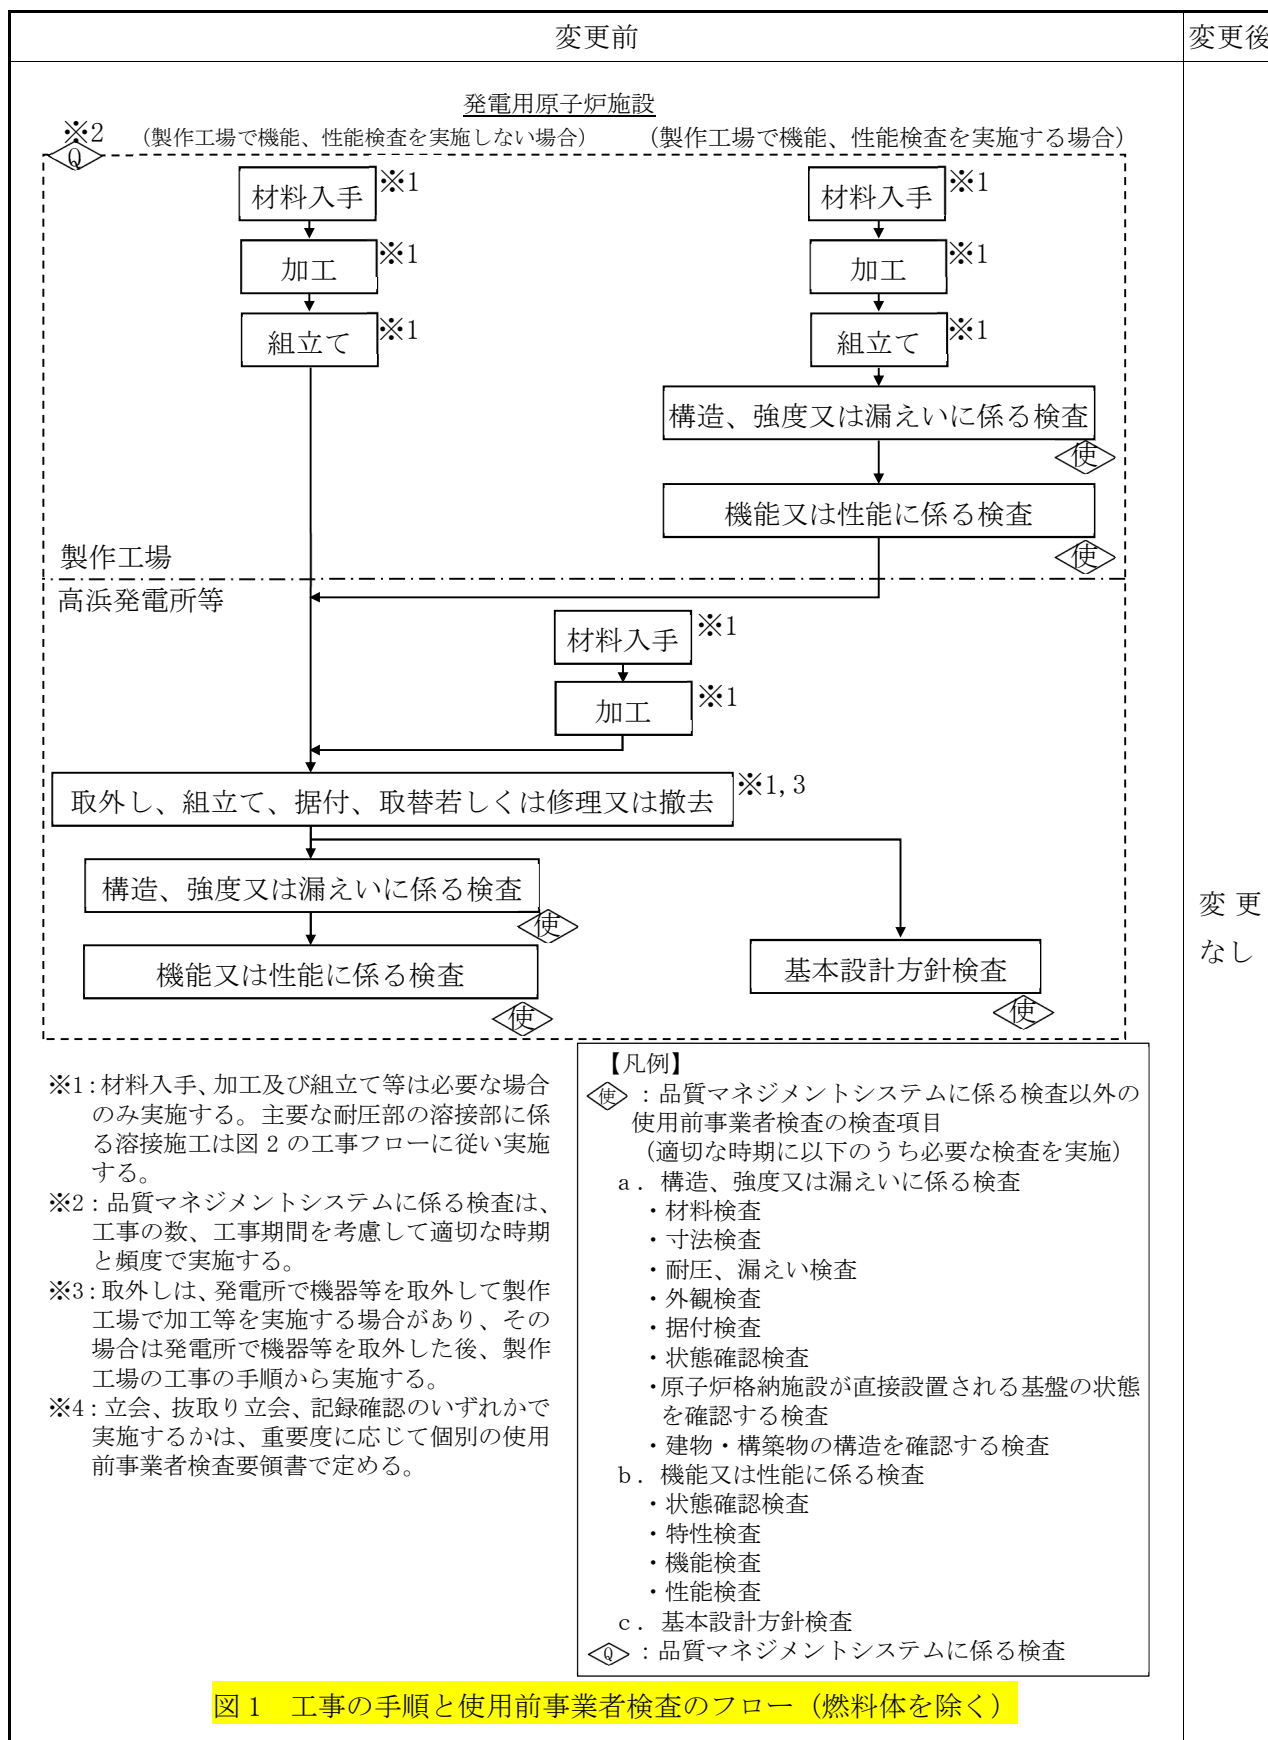 変更前
変更後
発電用原子炉施設
※2
（製作工場で機能、性能検査を実施しない場合）
（製作工場で機能、性能検査を実施する場合）
Q
材料入手
※1
材料入手
※1
加工
※1
加工
※1
組立て
※1
組立て
※1
構造、強度又は漏えいに係る検査
使
機能又は性能に係る検査
使
製作工場
高浜発電所等
材料入手
※1
加工
※1
取外し、組立て、据付、取替若しくは修理又は撤去
※1,3
構造、強度又は漏えいに係る検査
使
機能又は性能に係る検査
使
基本設計方針検査
使
変更
なし
※1：材料入手、加工及び組立て等は必要な場合
のみ実施する。主要な耐圧部の溶接部に係
る溶接施工は図2の工事フローに従い実施
する。
※2：品質マネジメントシステムに係る検査は、
工事の数、工事期間を考慮して適切な時期
と頻度で実施する。
※3：取外しは、発電所で機器等を取外して製作
工場で加工等を実施する場合があり、その
場合は発電所で機器等を取外した後、製作
工場の工事の手順から実施する。
※4：立会、抜取り立会、記録確認のいずれかで
実施するかは、重要度に応じて個別の使用
前事業者検査要領書で定める。
【凡例】
使：品質マネジメントシステムに係る検査以外の
使用前事業者検査の検査項目
（適切な時期に以下のうち必要な検査を実施）
a．構造、強度又は漏えいに係る検査
・材料検査
・寸法検査
・耐圧、漏えい検査
・外観検査
・据付検査
・状態確認検査
・原子炉格納施設が直接設置される基盤の状態
を確認する検査
・建物・構築物の構造を確認する検査
b．機能又は性能に係る検査
・状態確認検査
・特性検査
・機能検査
・性能検査
c．基本設計方針検査
Q：品質マネジメントシステムに係る検査
図1　工事の手順と使用前事業者検査のフロー（燃料体を除く）